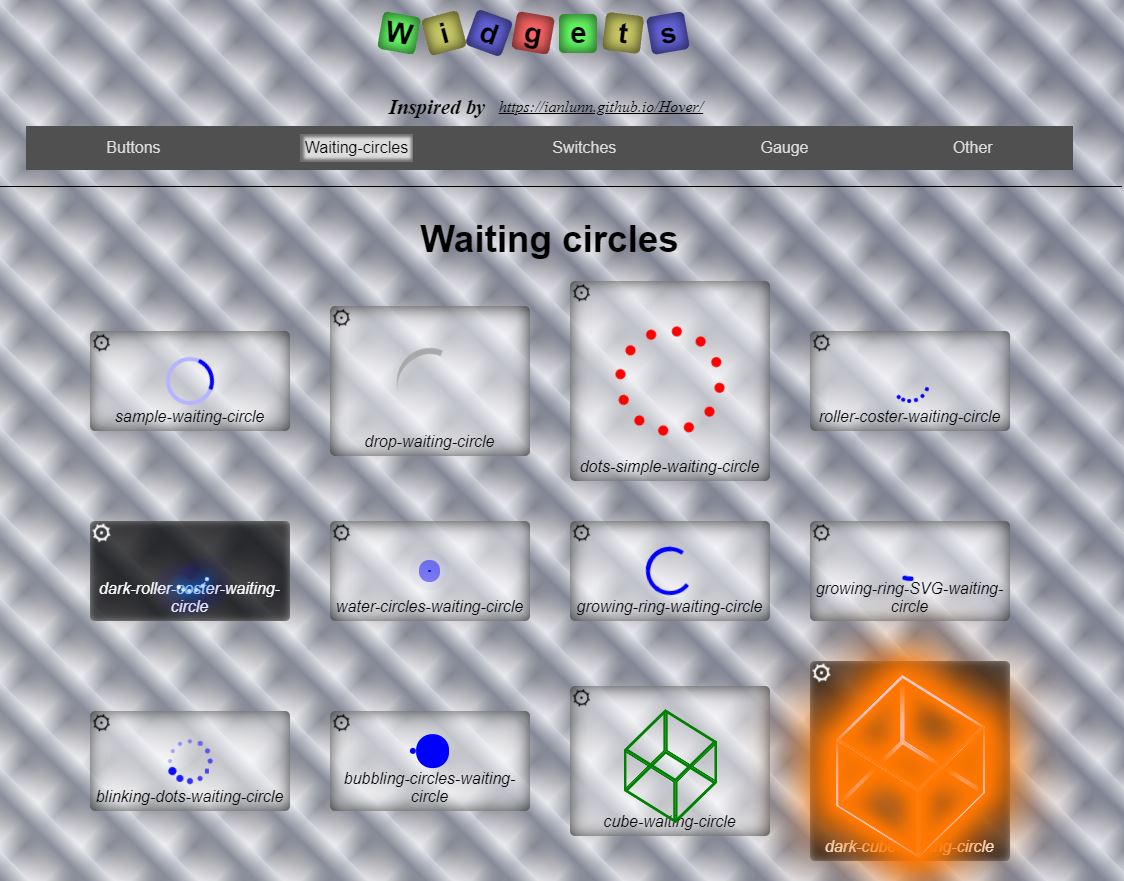 Widgets
Inspired by https://ianlunn.github.io/Hover/
Buttons Waiting-circles Switches Gauge Other
Waiting circles
sample-waiting-circle
drop-waiting-circle
dots-simple-waiting-circle
roller-coster-waiting-circle
dark-roller-coster-waiting-
circle
water-circles-waiting-circle
growing-ring-waiting-circle
growing-ring-SVG-waiting-
circle
blinking-dots-waiting-circle
bubbling-circles-waiting-
circle
cube-waiting-circle
dark-cube-waiting-circle